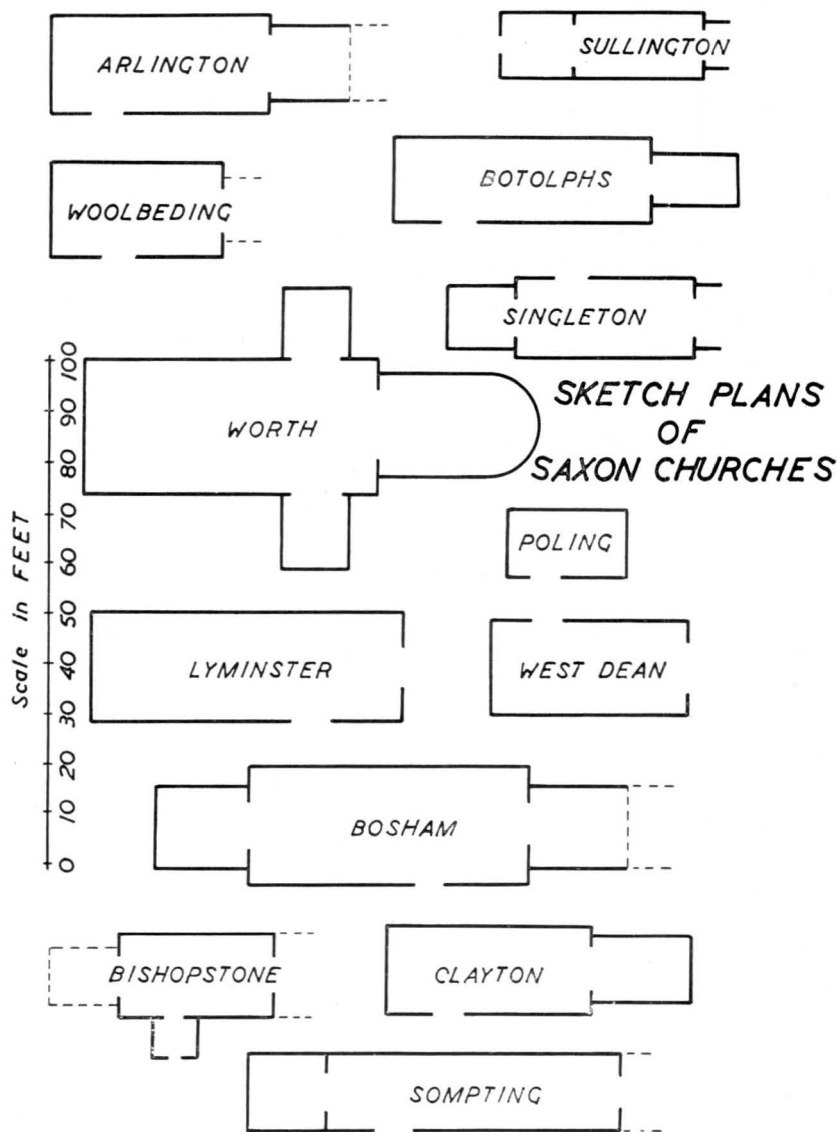 ARLINGTON
SULLINGTON
WOOLBEDING
BOTOLPHS
SINGLETON
WORTH
SKETCH PLANS
OF
SAXON CHURCHES
POLING
LYMINSTER
WEST DEAN
BOSHAM
BISHOPSTONE
CLAYTON
SOMPTING
Scale in FEET
100
90
80
70
60
50
40
30
20
10
0